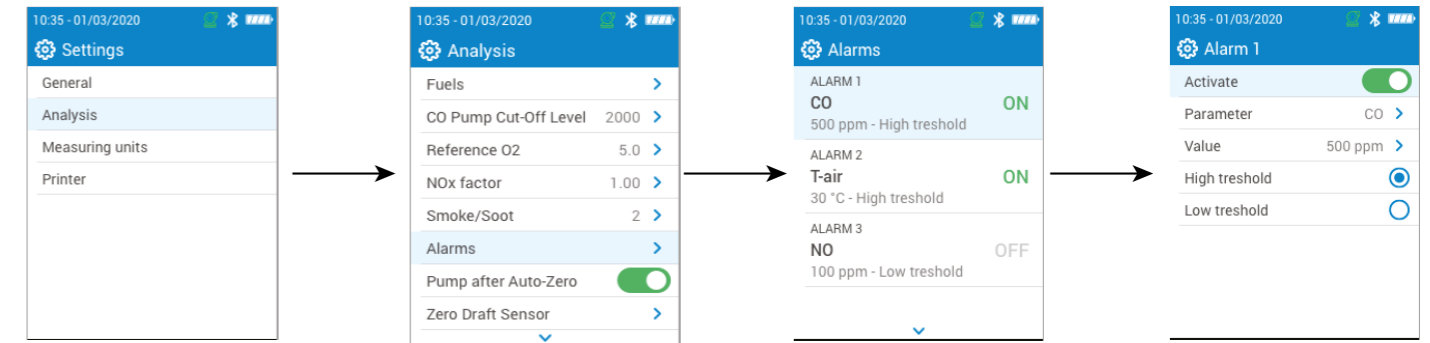 10:35 - 01/03/2020
Settings
General
Analysis
Measuring units
Printer
10:35 - 01/03/2020
Analysis
Fuels
CO Pump Cut-Off Level 2000
Reference O2 5.0
NOx factor 1.00
Smoke/Soot 2
Alarms
Pump after Auto-Zero
Zero Draft Sensor
10:35 - 01/03/2020
Alarms
ALARM 1
CO ON
500 ppm - High treshold
ALARM 2
T-air ON
30 °C - High treshold
ALARM 3
NO OFF
100 ppm - Low treshold
10:35 - 01/03/2020
Alarm 1
Activate
Parameter CO
Value 500 ppm
High treshold
Low treshold